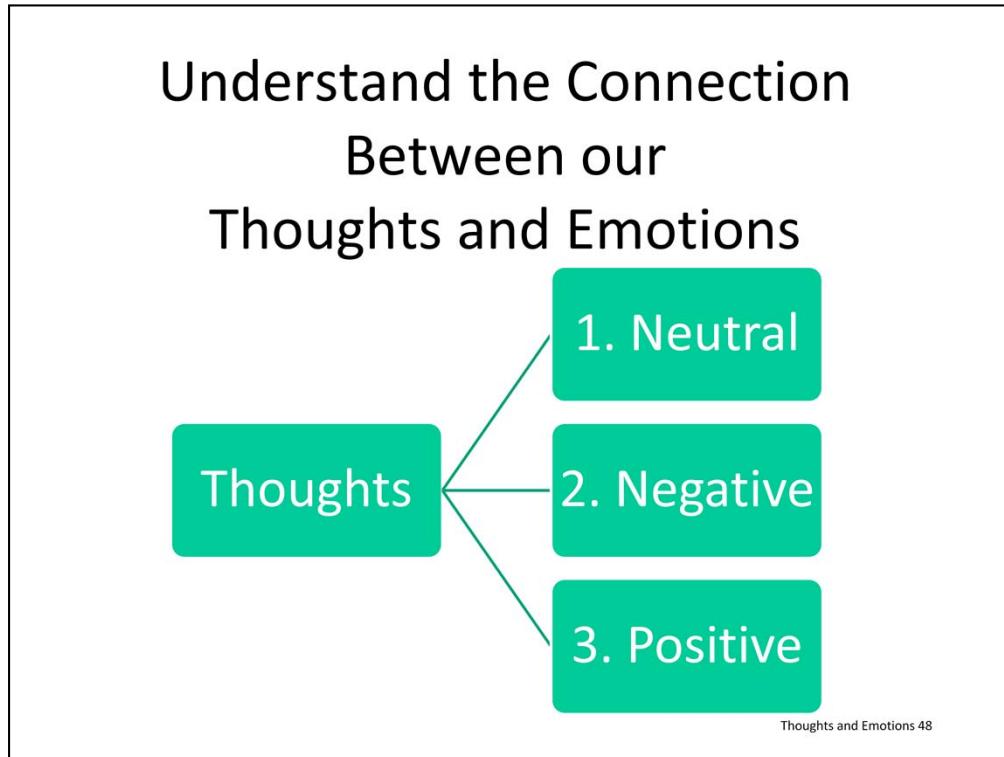 Understand the Connection
Between our
Thoughts and Emotions
Thoughts
1. Neutral
2. Negative
3. Positive
Thoughts and Emotions 48